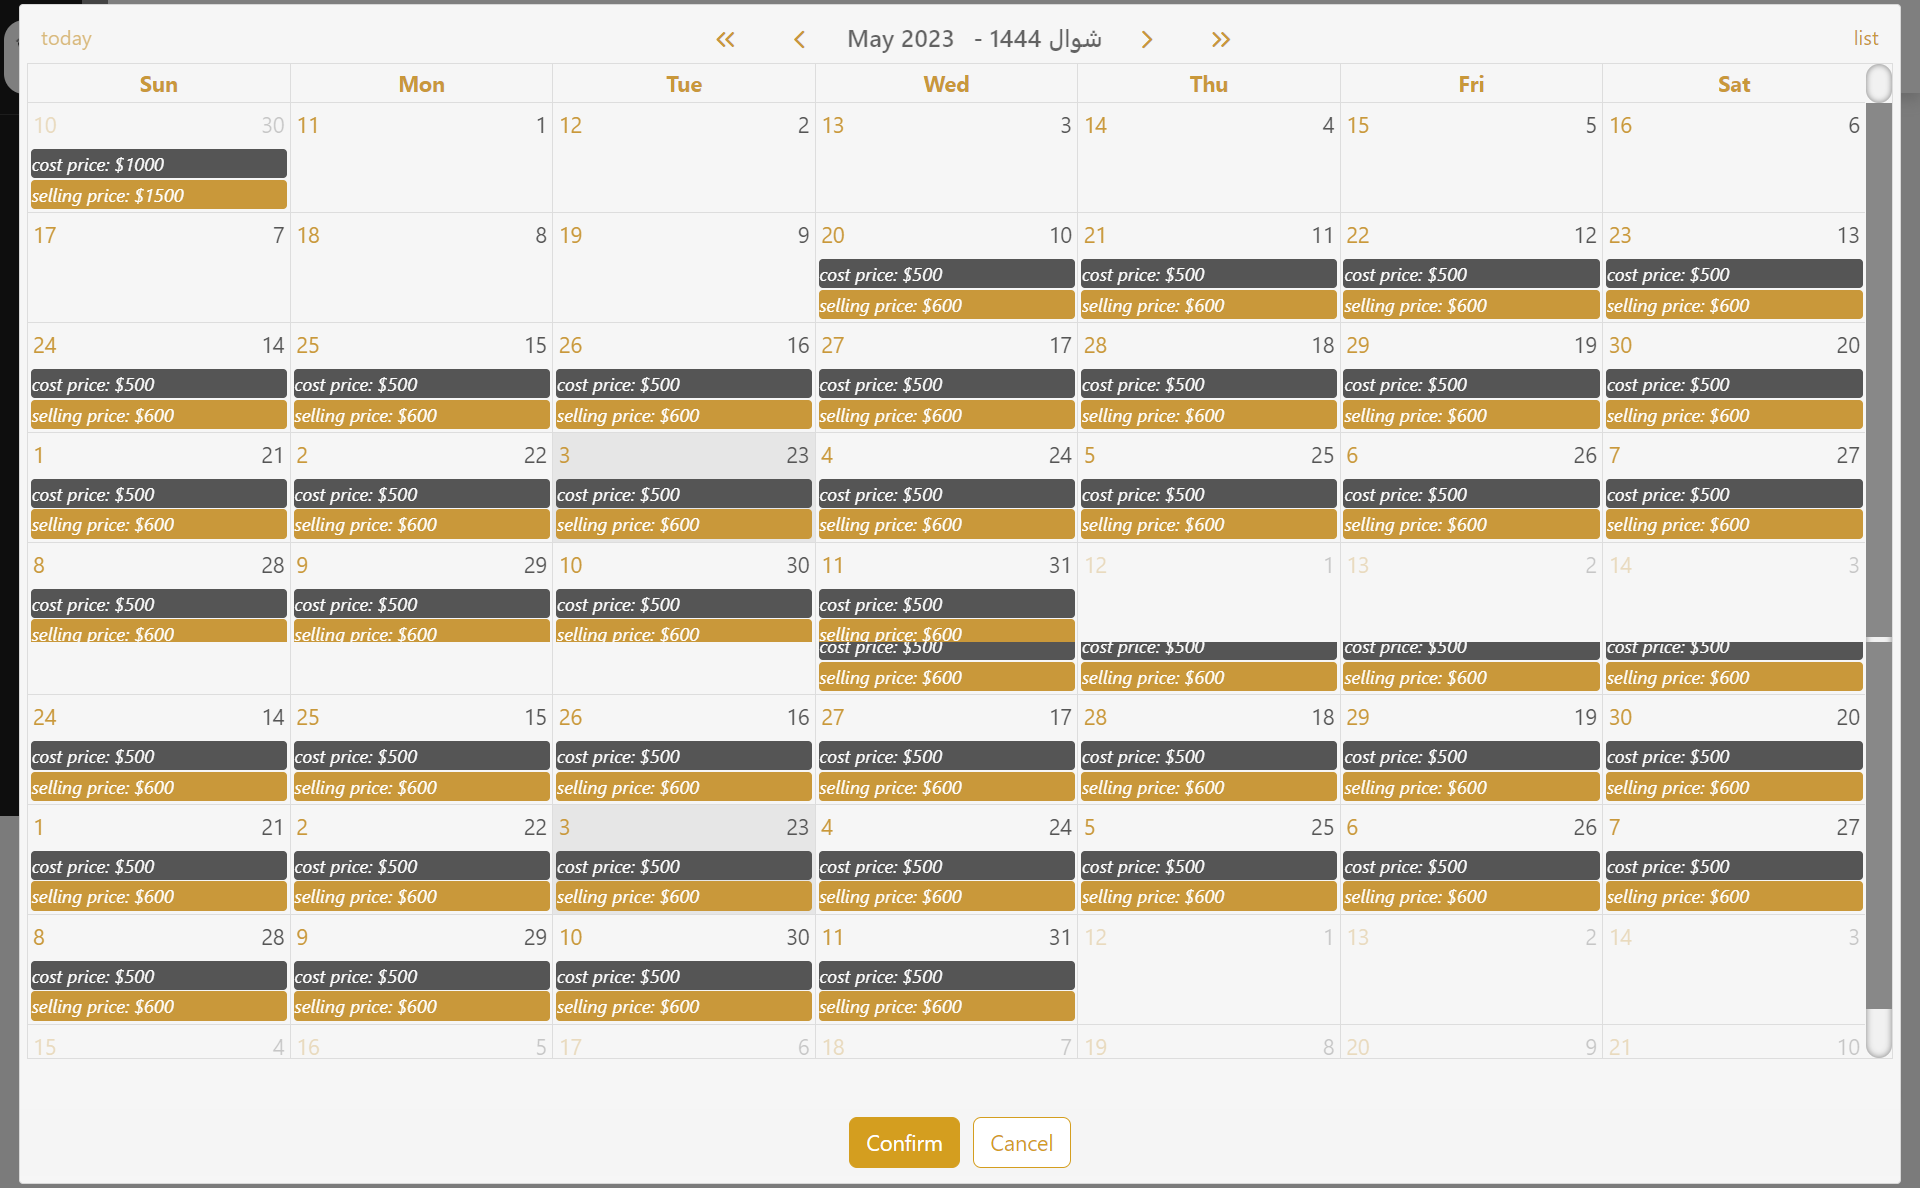 today
May 2023 - شوال 1444
list
Sun Mon Tue Wed Thu Fri Sat
10 30 11 1 12 2 13 3 14 4 15 5 16 6
cost price: $1000
selling price: $1500
17 7 18 8 19 9 20 10 21 11 22 12 23 13
cost price: $500 cost price: $500 cost price: $500 cost price: $500
selling price: $600 selling price: $600 selling price: $600 selling price: $600
24 14 25 15 26 16 27 17 28 18 29 19 30 20
cost price: $500 cost price: $500 cost price: $500 cost price: $500 cost price: $500 cost price: $500 cost price: $500
selling price: $600 selling price: $600 selling price: $600 selling price: $600 selling price: $600 selling price: $600 selling price: $600
1 21 2 22 3 23 4 24 5 25 6 26 7 27
cost price: $500 cost price: $500 cost price: $500 cost price: $500 cost price: $500 cost price: $500 cost price: $500
selling price: $600 selling price: $600 selling price: $600 selling price: $600 selling price: $600 selling price: $600 selling price: $600
8 28 9 29 10 30 11 31 12 1 13 2 14 3
cost price: $500 cost price: $500 cost price: $500 cost price: $500
selling price: $600 selling price: $600 selling price: $600 selling price: $600
cost price: $500 cost price: $500 cost price: $500 cost price: $500
selling price: $600 selling price: $600 selling price: $600 selling price: $600
24 14 25 15 26 16 27 17 28 18 29 19 30 20
cost price: $500 cost price: $500 cost price: $500 cost price: $500 cost price: $500 cost price: $500 cost price: $500
selling price: $600 selling price: $600 selling price: $600 selling price: $600 selling price: $600 selling price: $600 selling price: $600
1 21 2 22 3 23 4 24 5 25 6 26 7 27
cost price: $500 cost price: $500 cost price: $500 cost price: $500 cost price: $500 cost price: $500 cost price: $500
selling price: $600 selling price: $600 selling price: $600 selling price: $600 selling price: $600 selling price: $600 selling price: $600
8 28 9 29 10 30 11 31 12 1 13 2 14 3
cost price: $500 cost price: $500 cost price: $500 cost price: $500
selling price: $600 selling price: $600 selling price: $600 selling price: $600
15 4 16 5 17 6 18 7 19 8 20 9 21 10
Confirm Cancel